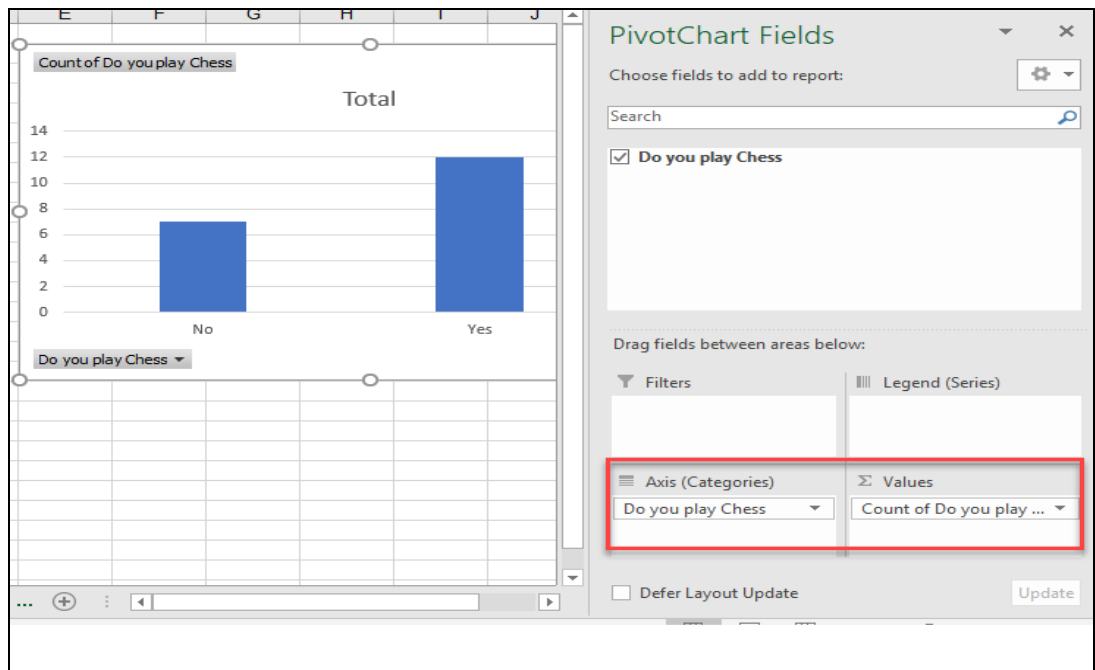 E F G H I J
Count of Do you play Chess
Total
14
12
10
8
6
4
2
0
No Yes
Do you play Chess
...
PivotChart Fields
Choose fields to add to report:
Search
Do you play Chess
Drag fields between areas below:
Filters
Legend (Series)
Axis (Categories)
Σ Values
Do you play Chess
Count of Do you play ...
Defer Layout Update
Update